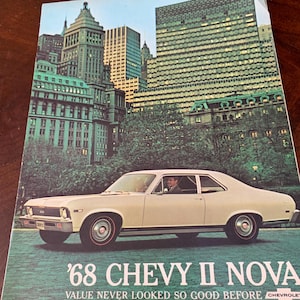 '68 CHEVY II NOVA
VALUE NEVER LOOKED SO GOOD BEFORE
CHEVROLET